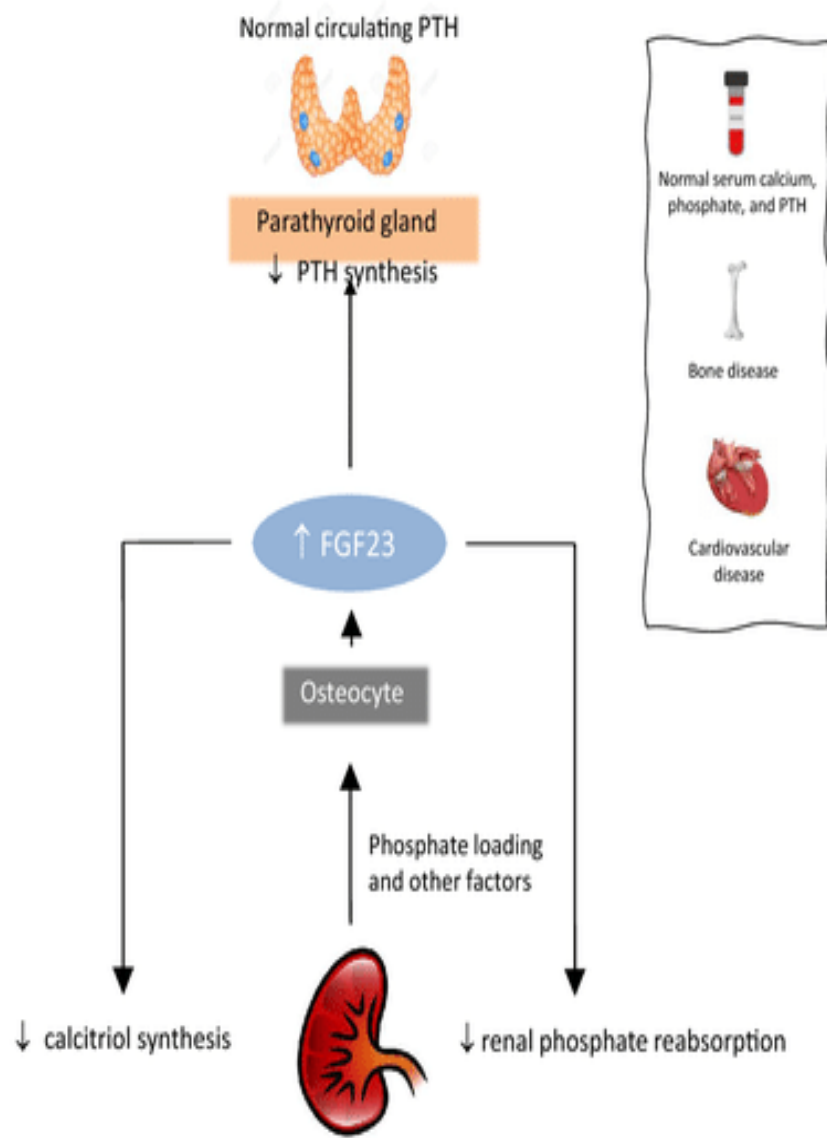 Normal circulating PTH
Parathyroid gland
↓ PTH synthesis
↑ FGF23
Osteocyte
Phosphate loading
and other factors
↓ calcitriol synthesis
↓ renal phosphate reabsorption
Normal serum calcium,
phosphate, and PTH
Bone disease
Cardiovascular
disease